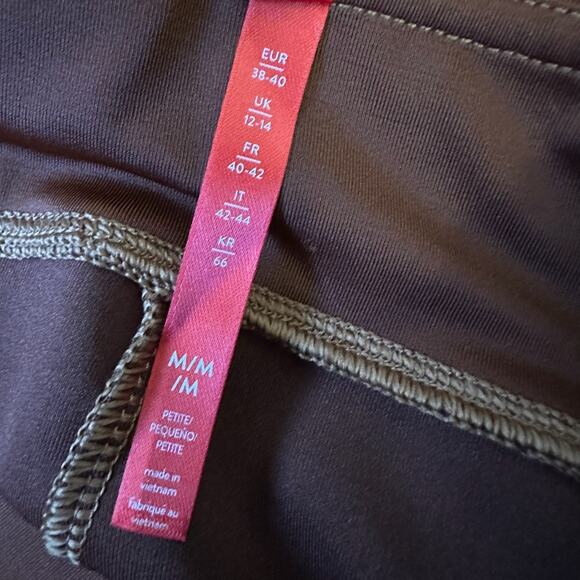 EUR
38-40
UK
12-14
FR
40-42
IT
42-44
KR
66
M/M
/M
PETITE/
PEQUEÑO/
PETITE
made in
vietnam
fabriqué au
vietnam